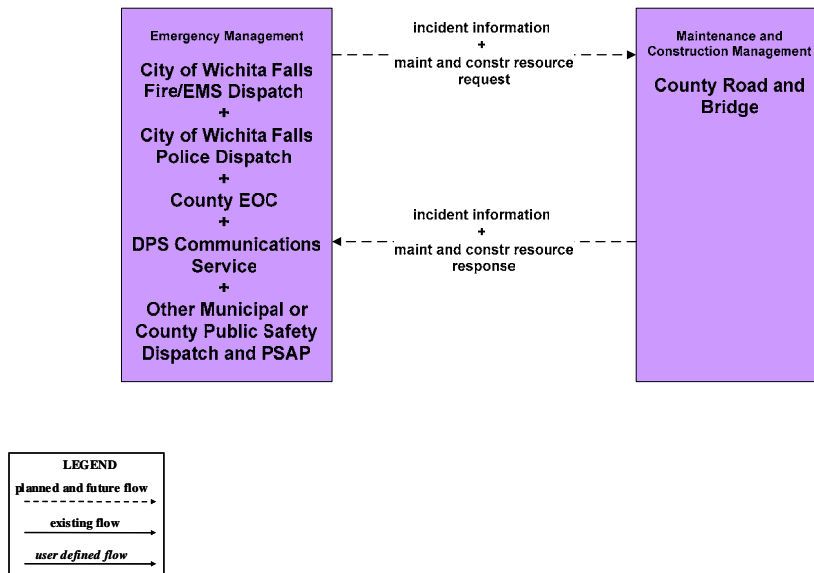 Emergency Management
City of Wichita Falls
Fire/EMS Dispatch
+
City of Wichita Falls
Police Dispatch
+
County EOC
+
DPS Communications
Service
+
Other Municipal or
County Public Safety
Dispatch and PSAP
incident information
+
maint and constr resource
request
incident information
+
maint and constr resource
response
Maintenance and
Construction Management
County Road and
Bridge
LEGEND
planned and future flow
existing flow
user defined flow